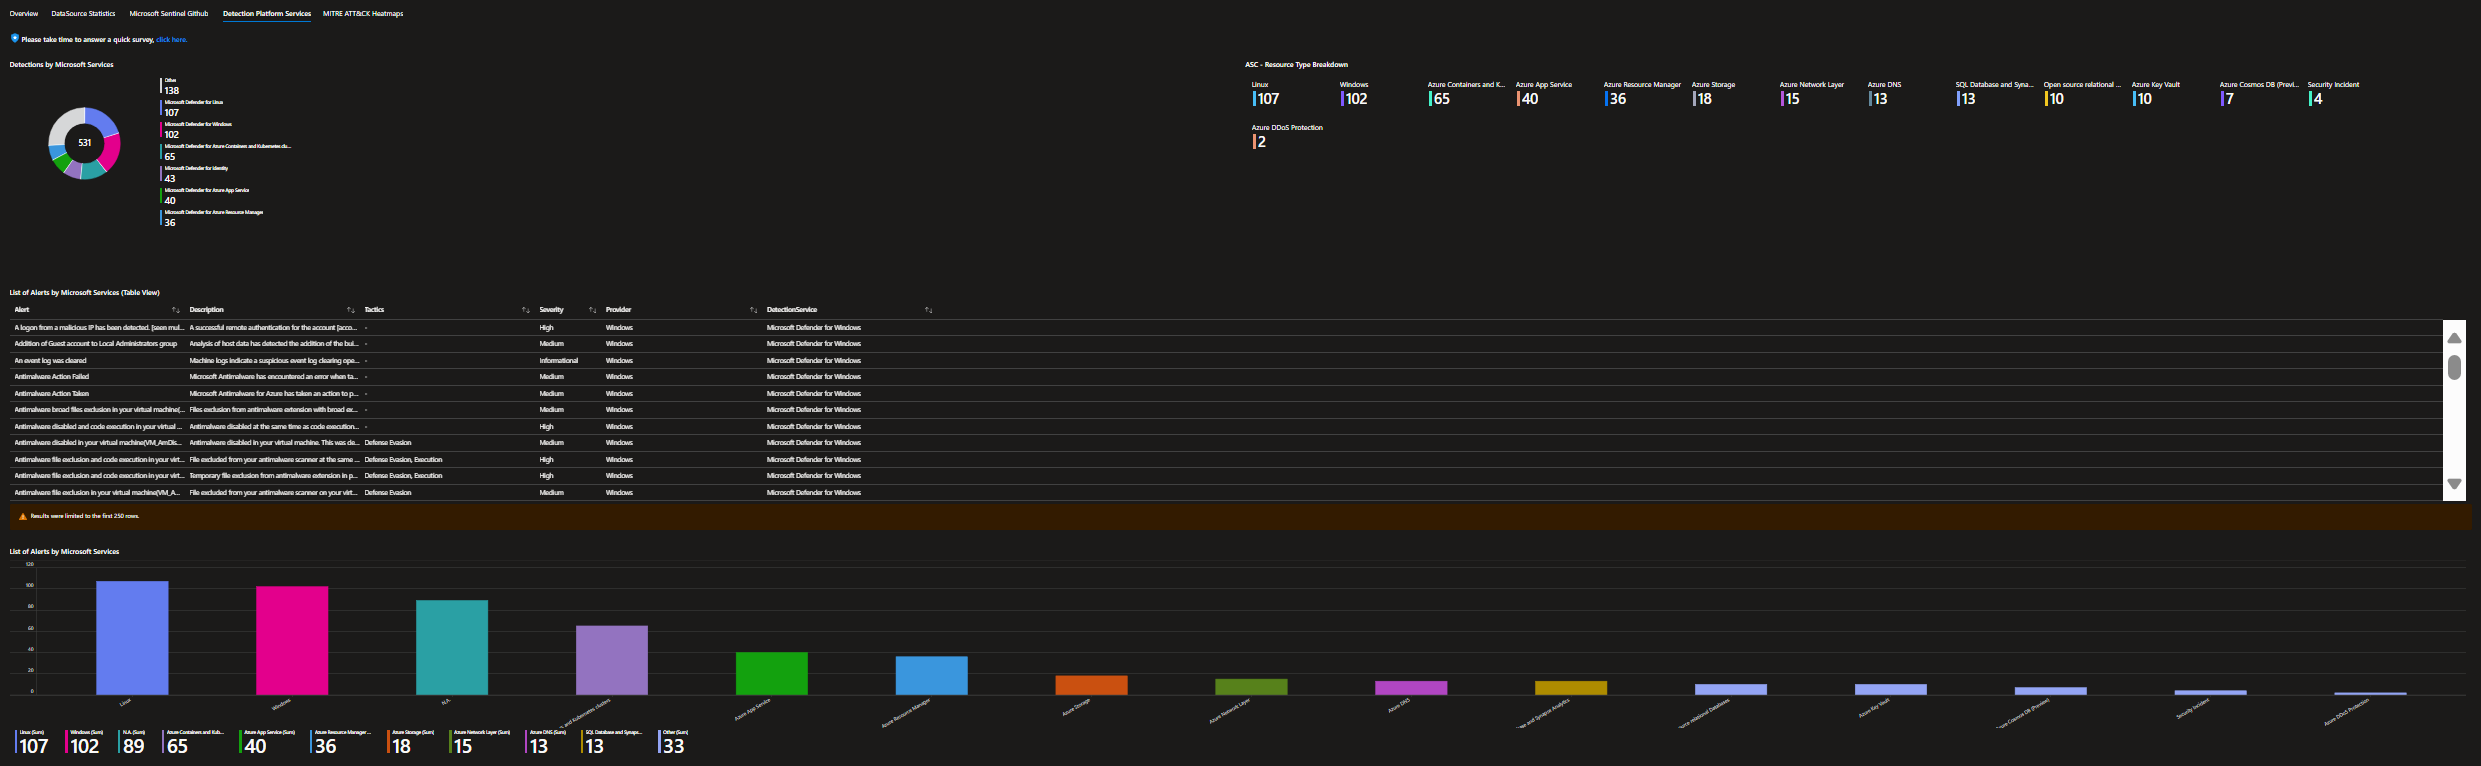 Overview DataSource Statistics Microsoft Sentinel Github Detection Platform Services MITRE ATT&CK Heatmaps
Please take time to answer a quick survey, click here.
Detections by Microsoft Services
531
Other
138
Microsoft Defender for Linux
107
Microsoft Defender for Windows
102
Microsoft Defender for Azure Containers and Kubernetes clu...
65
Microsoft Defender for Identity
43
Microsoft Defender for Azure App Service
40
Microsoft Defender for Azure Resource Manager
36
ASC - Resource Type Breakdown
Linux Windows Azure Containers and K... Azure App Service Azure Resource Manager Azure Storage Azure Network Layer Azure DNS SQL Database and Syna... Open source relational ... Azure Key Vault Azure Cosmos DB (Previ... Security Incident
107 102 65 40 36 18 15 13 13 10 10 7 4
Azure DDoS Protection
2
List of Alerts by Microsoft Services (Table View)
Alert Description Tactics Severity Provider DetectionService
A logon from a malicious IP has been detected. [seen mul... A successful remote authentication for the account [acco... - High Windows Microsoft Defender for Windows
Addition of Guest account to Local Administrators group Analysis of host data has detected the addition of the bui... - Medium Windows Microsoft Defender for Windows
An event log was cleared Machine logs indicate a suspicious event log clearing ope... - Informational Windows Microsoft Defender for Windows
Antimalware Action Failed Microsoft Antimalware has encountered an error when ta... - Medium Windows Microsoft Defender for Windows
Antimalware Action Taken Microsoft Antimalware for Azure has taken an action to p... - Medium Windows Microsoft Defender for Windows
Antimalware broad files exclusion in your virtual machine(... Files exclusion from antimalware extension with broad ex... - Medium Windows Microsoft Defender for Windows
Antimalware disabled and code execution in your virtual ... Antimalware disabled at the same time as code execution... - High Windows Microsoft Defender for Windows
Antimalware disabled in your virtual machine(VM_AmDis... Antimalware disabled in your virtual machine. This was de... Defense Evasion Medium Windows Microsoft Defender for Windows
Antimalware file exclusion and code execution in your virt... File excluded from your antimalware scanner at the same ... Defense Evasion, Execution High Windows Microsoft Defender for Windows
Antimalware file exclusion and code execution in your virt... Temporary file exclusion from antimalware extension in p... Defense Evasion, Execution High Windows Microsoft Defender for Windows
Antimalware file exclusion in your virtual machine(VM_A... File excluded from your antimalware scanner on your virt... Defense Evasion Medium Windows Microsoft Defender for Windows
Results were limited to the first 250 rows.
List of Alerts by Microsoft Services
120
100
80
60
40
20
0
Linux Windows N.A. s and Kubernetes clusters Azure App Service Azure Resource Manager Azure Storage Azure Network Layer Azure DNS ase and Synapse Analytics ource relational Databases Azure Key Vault zure Cosmos DB (Preview) Security Incident Azure DDoS Protection
Linux (Sum) Windows (Sum) N.A. (Sum) Azure Containers and Kub... Azure App Service (Sum) Azure Resource Manager ... Azure Storage (Sum) Azure Network Layer (Sum) Azure DNS (Sum) SQL Database and Synaps... Other (Sum)
107 102 89 65 40 36 18 15 13 13 33